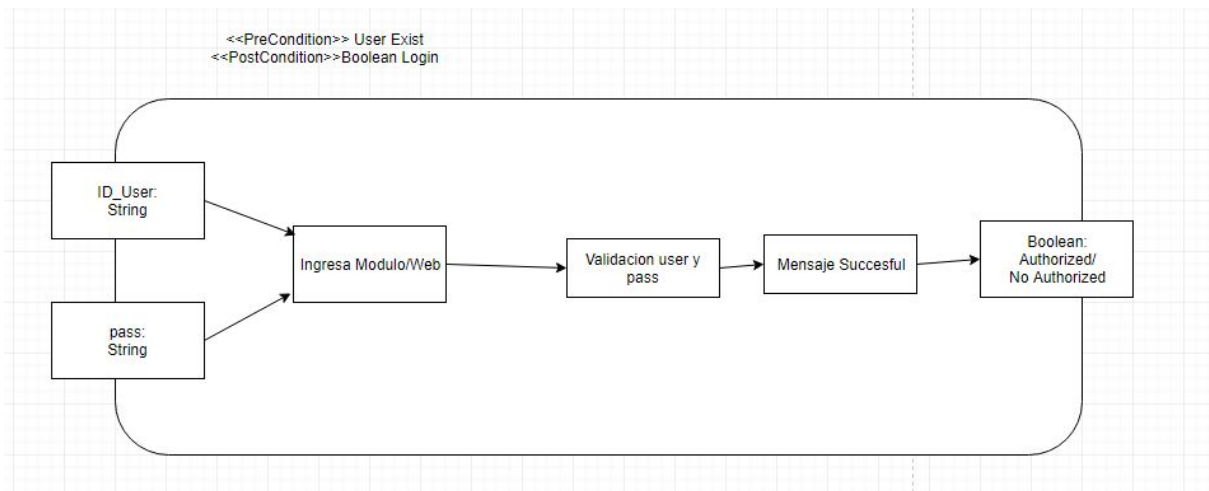 <<PreCondition>> User Exist
<<PostCondition>>Boolean Login
ID_User:
String
pass:
String
Ingresa Modulo/Web
Validacion user y
pass
Mensaje Succesful
Boolean:
Authorized/
No Authorized